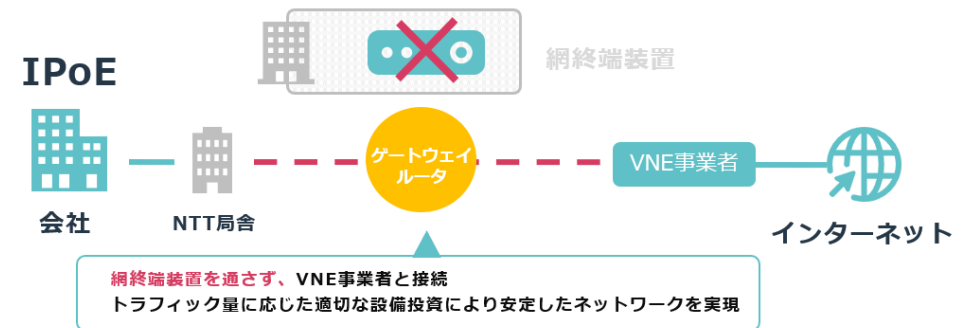 網終端装置
IPoE
ゲートウェイ
ルータ
VNE事業者
会社
NTT局舎
インターネット
網終端装置を通さず、VNE事業者と接続
トラフィック量に応じた適切な設備投資により安定したネットワークを実現